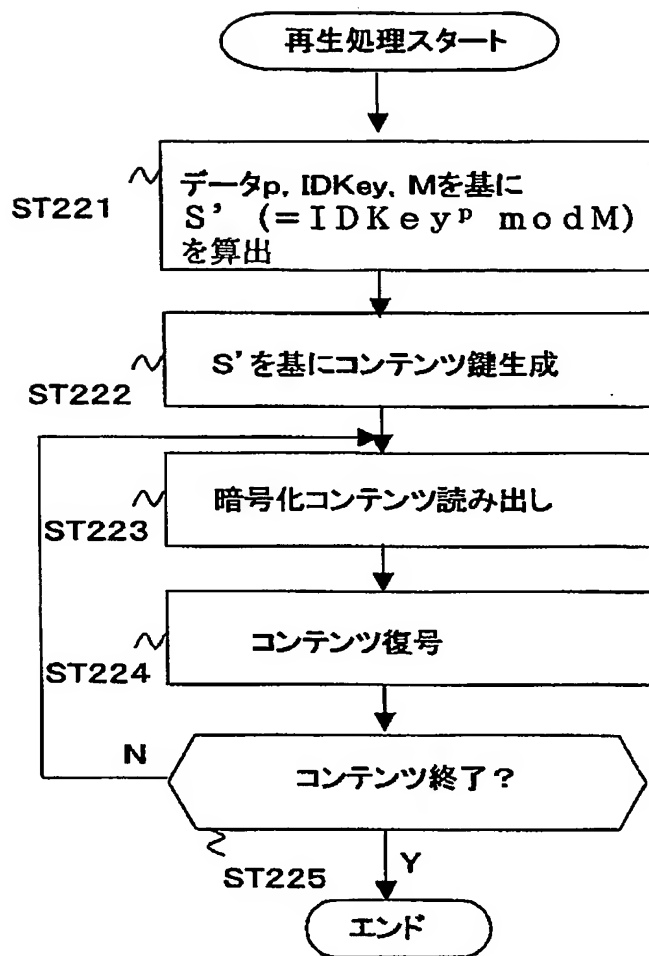 再生処理スタート
ST221
データp, IDKey, Mを基に
S' (=IDKeyᵖ modM)
を算出
ST222
S'を基にコンテンツ鍵生成
ST223
暗号化コンテンツ読み出し
ST224
コンテンツ復号
N
コンテンツ終了?
ST225
Y
エンド